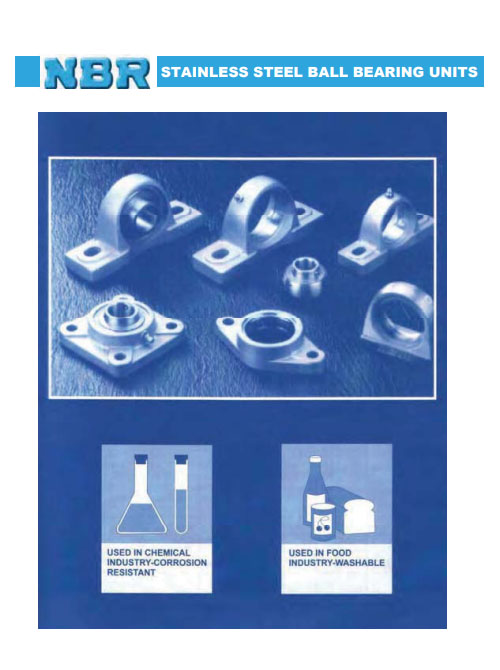 NBR
STAINLESS STEEL BALL BEARING UNITS
USED IN CHEMICAL
INDUSTRY-CORROSION
RESISTANT
USED IN FOOD
INDUSTRY-WASHABLE